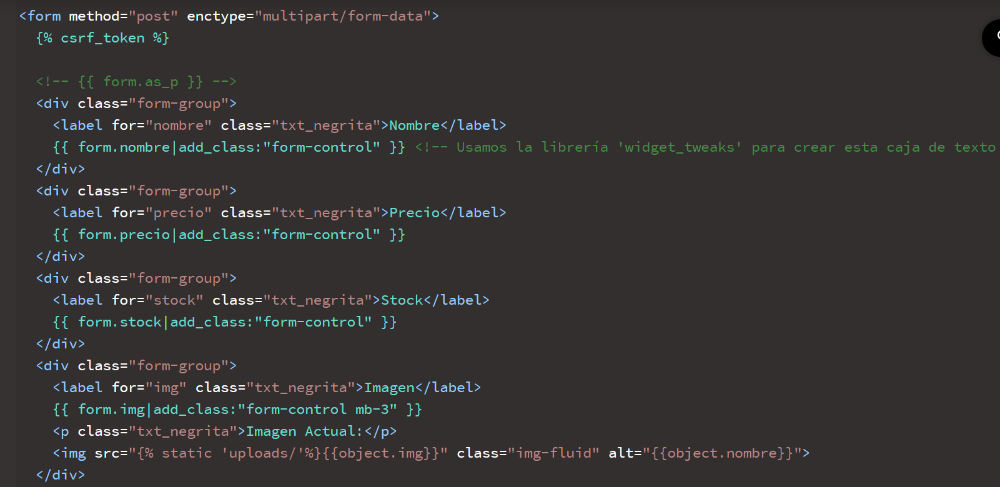 <form method="post" enctype="multipart/form-data">
{% csrf_token %}
<!-- {{ form.as_p }} -->
<div class="form-group">
<label for="nombre" class="txt_negrita">Nombre</label>
{{ form.nombre|add_class:"form-control" }} <!-- Usamos la librería 'widget_tweaks' para crear esta caja de texto
</div>
<div class="form-group">
<label for="precio" class="txt_negrita">Precio</label>
{{ form.precio|add_class:"form-control" }}
</div>
<div class="form-group">
<label for="stock" class="txt_negrita">Stock</label>
{{ form.stock|add_class:"form-control" }}
</div>
<div class="form-group">
<label for="img" class="txt_negrita">Imagen</label>
{{ form.img|add_class:"form-control mb-3" }}
<p class="txt_negrita">Imagen Actual:</p>
<img src="{% static 'uploads/'%}{{object.img}}" class="img-fluid" alt="{{object.nombre}}">
</div>